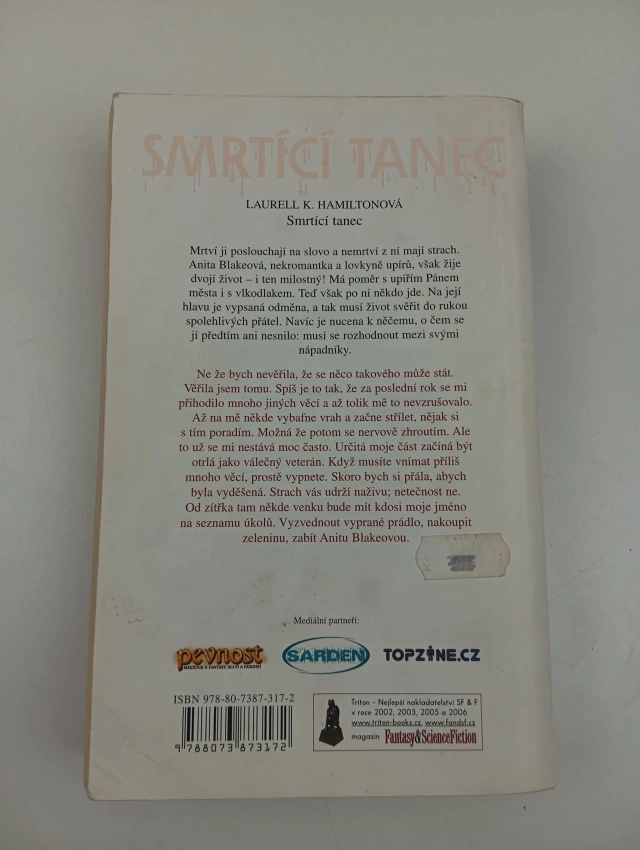 SMRTÍCÍ TANEC
LAURELL K. HAMILTONOVÁ
Smrtící tanec
Mrtví ji poslouchají na slovo a nemrtví z ní mají strach.
Anita Blakeová, nekromantka a lovkyně upírů, však žije
dvojí život – i ten milostný! Má poměr s upířím Pánem
města i s vlkodlakem. Teď však po ní někdo jde. Na její
hlavu je vypsaná odměna, a tak musí život svěřit do rukou
spolehlivých přátel. Navíc je nucena k něčemu, o čem se
jí předtím ani nesnilo: musí se rozhodnout mezi svými
nápadníky.
Ne že bych nevěřila, že se něco takového může stát.
Věřila jsem tomu. Spíš je to tak, že za poslední rok se mi
přihodilo mnoho jiných věcí a až tolik mě to nevzrušovalo.
Až na mě někde vybafne vrah a začne střílet, nějak si
s tím poradím. Možná že potom se nervově zhroutím. Ale
to už se mi nestává moc často. Určitá moje část začíná být
otrlá jako válečný veterán. Když musíte vnímat příliš
mnoho věcí, prostě vypnete. Skoro bych si přála, abych
byla vyděšená. Strach vás udrží naživu; netečnost ne.
Od zítřka tam někde venku bude mít kdosi moje jméno
na seznamu úkolů. Vyzvednout vyprané prádlo, nakoupit
zeleninu, zabít Anitu Blakeovou.
Mediální partneři:
pevnost
MĚSÍČNÍK O FANTASY, SCI-FI A HORORU
SARDEN
TOPZINE.CZ
ISBN 978-80-7387-317-2
9 788073 873172
Triton - Nejlepší nakladatelství SF & F
v roce 2002, 2003, 2005 a 2006
www.triton-books.cz, www.fandsf.cz
magazín Fantasy&ScienceFiction